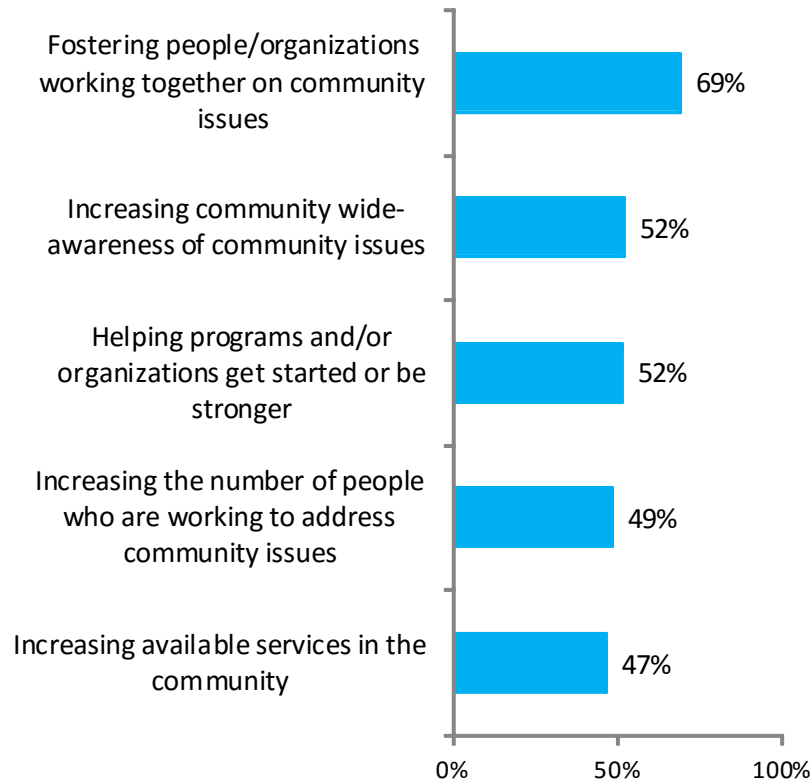 Fostering people/organizations
working together on community
issues
69%
Increasing community wide-
awareness of community issues
52%
Helping programs and/or
organizations get started or be
stronger
52%
Increasing the number of people
who are working to address
community issues
49%
Increasing available services in the
community
47%
0%
50%
100%